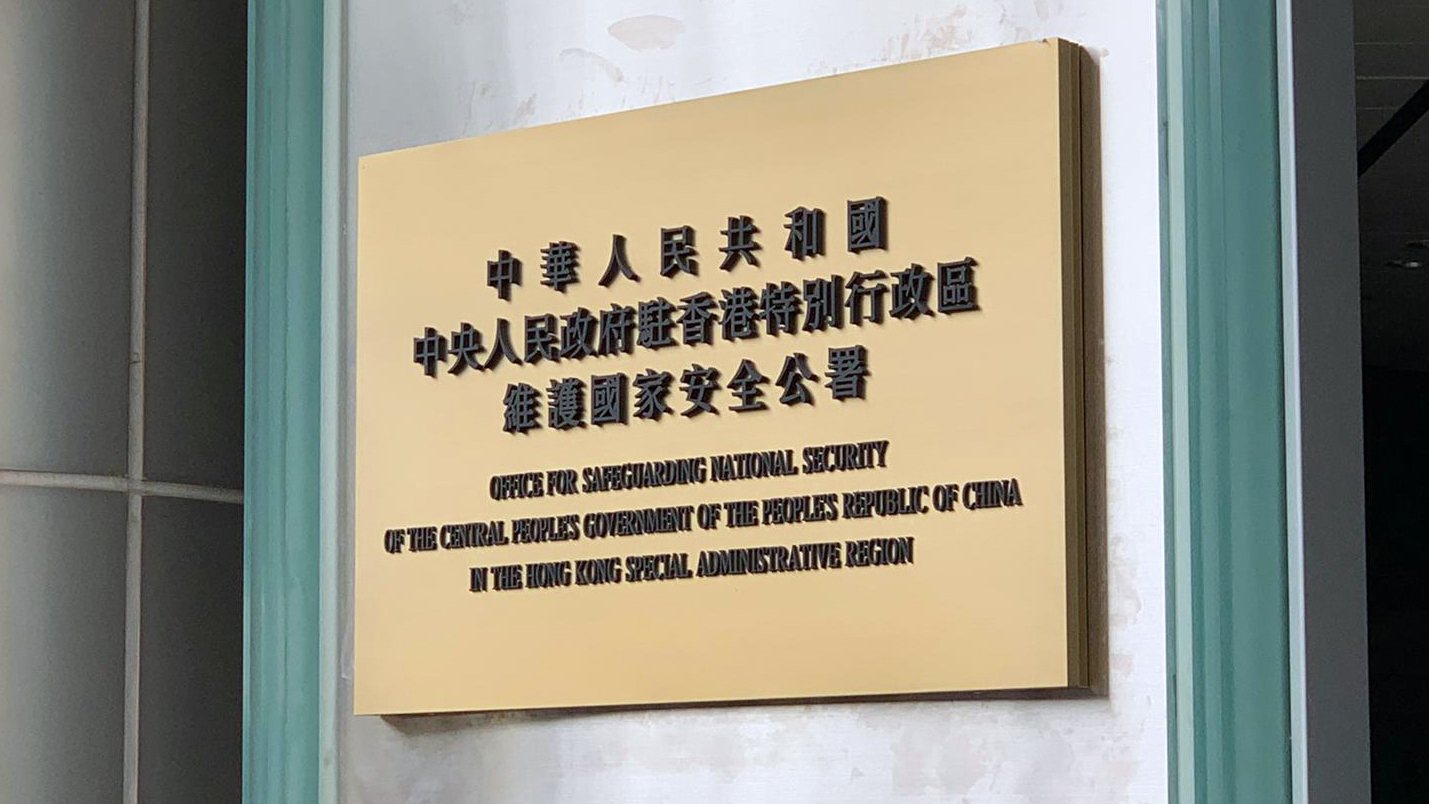 中華人民共和國
中央人民政府駐香港特別行政區
維護國家安全公署
OFFICE FOR SAFEGUARDING NATIONAL SECURITY
OF THE CENTRAL PEOPLE'S GOVERNMENT OF THE PEOPLE'S REPUBLIC OF CHINA
IN THE HONG KONG SPECIAL ADMINISTRATIVE REGION